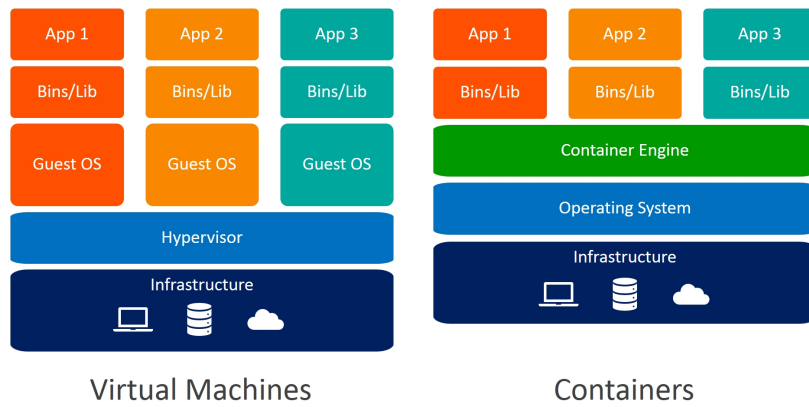 App 1
App 2
App 3
Bins/Lib
Bins/Lib
Bins/Lib
Guest OS
Guest OS
Guest OS
Hypervisor
Infrastructure
Virtual Machines
App 1
App 2
App 3
Bins/Lib
Bins/Lib
Bins/Lib
Container Engine
Operating System
Infrastructure
Containers